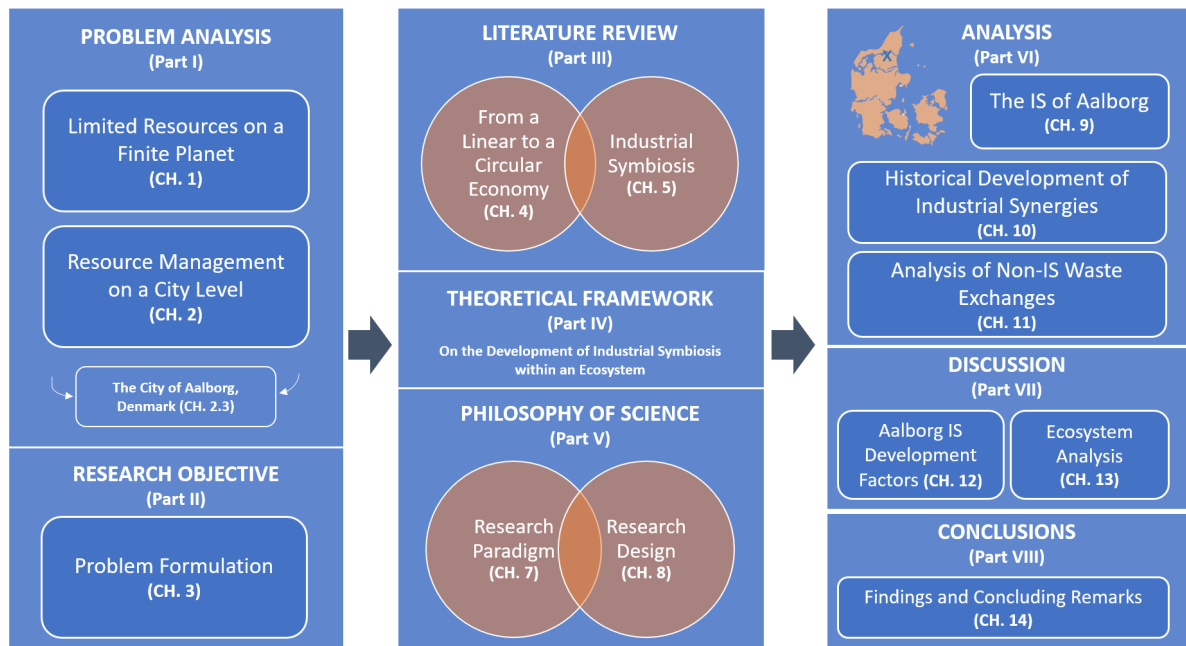 PROBLEM ANALYSIS
(Part I)
Limited Resources on a
Finite Planet
(CH. 1)
Resource Management
on a City Level
(CH. 2)
The City of Aalborg,
Denmark (CH. 2.3)
RESEARCH OBJECTIVE
(Part II)
Problem Formulation
(CH. 3)
LITERATURE REVIEW
(Part III)
From a
Linear to a
Circular
Economy
(CH. 4)
Industrial
Symbiosis
(CH. 5)
THEORETICAL FRAMEWORK
(Part IV)
On the Development of Industrial Symbiosis
within an Ecosystem
PHILOSOPHY OF SCIENCE
(Part V)
Research
Paradigm
(CH. 7)
Research
Design
(CH. 8)
ANALYSIS
(Part VI)
X
The IS of Aalborg
(CH. 9)
Historical Development of
Industrial Synergies
(CH. 10)
Analysis of Non-IS Waste
Exchanges
(CH. 11)
DISCUSSION
(Part VII)
Aalborg IS
Development
Factors (CH. 12)
Ecosystem
Analysis
(CH. 13)
CONCLUSIONS
(Part VIII)
Findings and Concluding Remarks
(CH. 14)